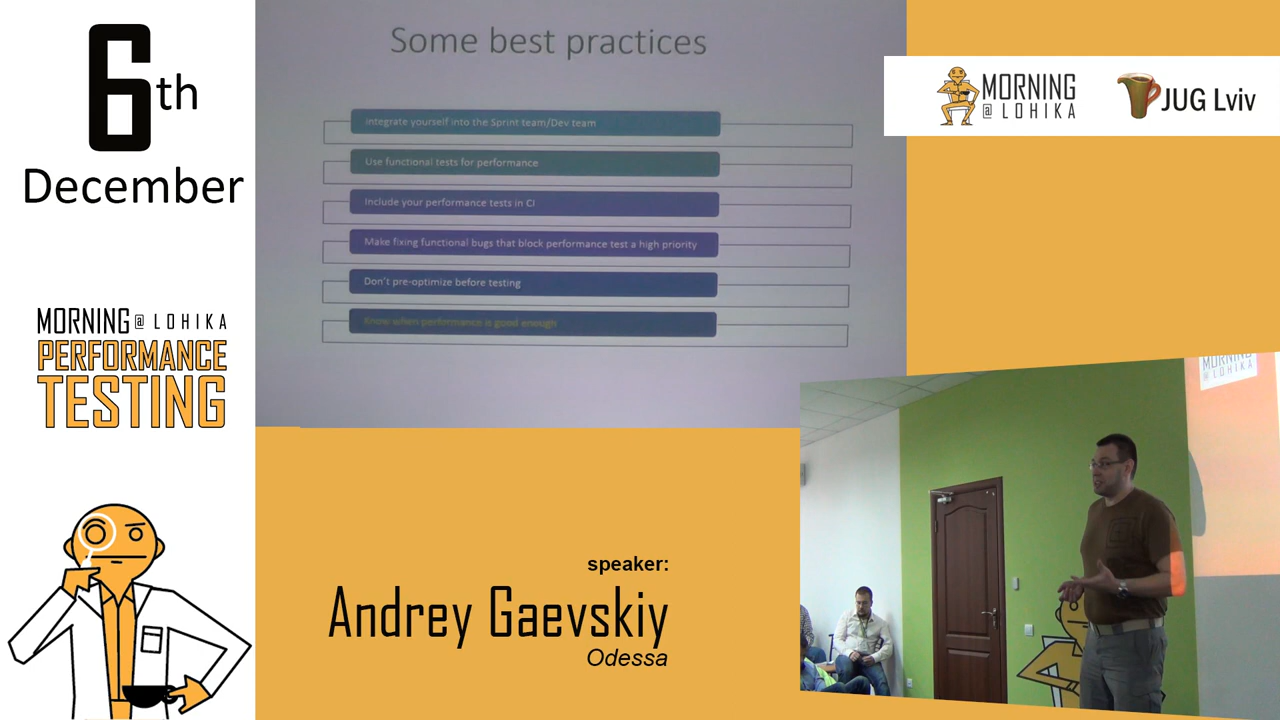 6th
December
MORNING @ LOHIKA
PERFORMANCE
TESTING
Some best practices
Integrate yourself into the Sprint team/Dev team
Use functional tests for performance
Include your performance tests in CI
Make fixing functional bugs that block performance test a high priority
Don't pre-optimize before testing
Know when performance is good enough
MORNING
@ LOHIKA
JUG Lviv
speaker:
Andrey Gaevskiy
Odessa
MORNING
@ LOHIKA